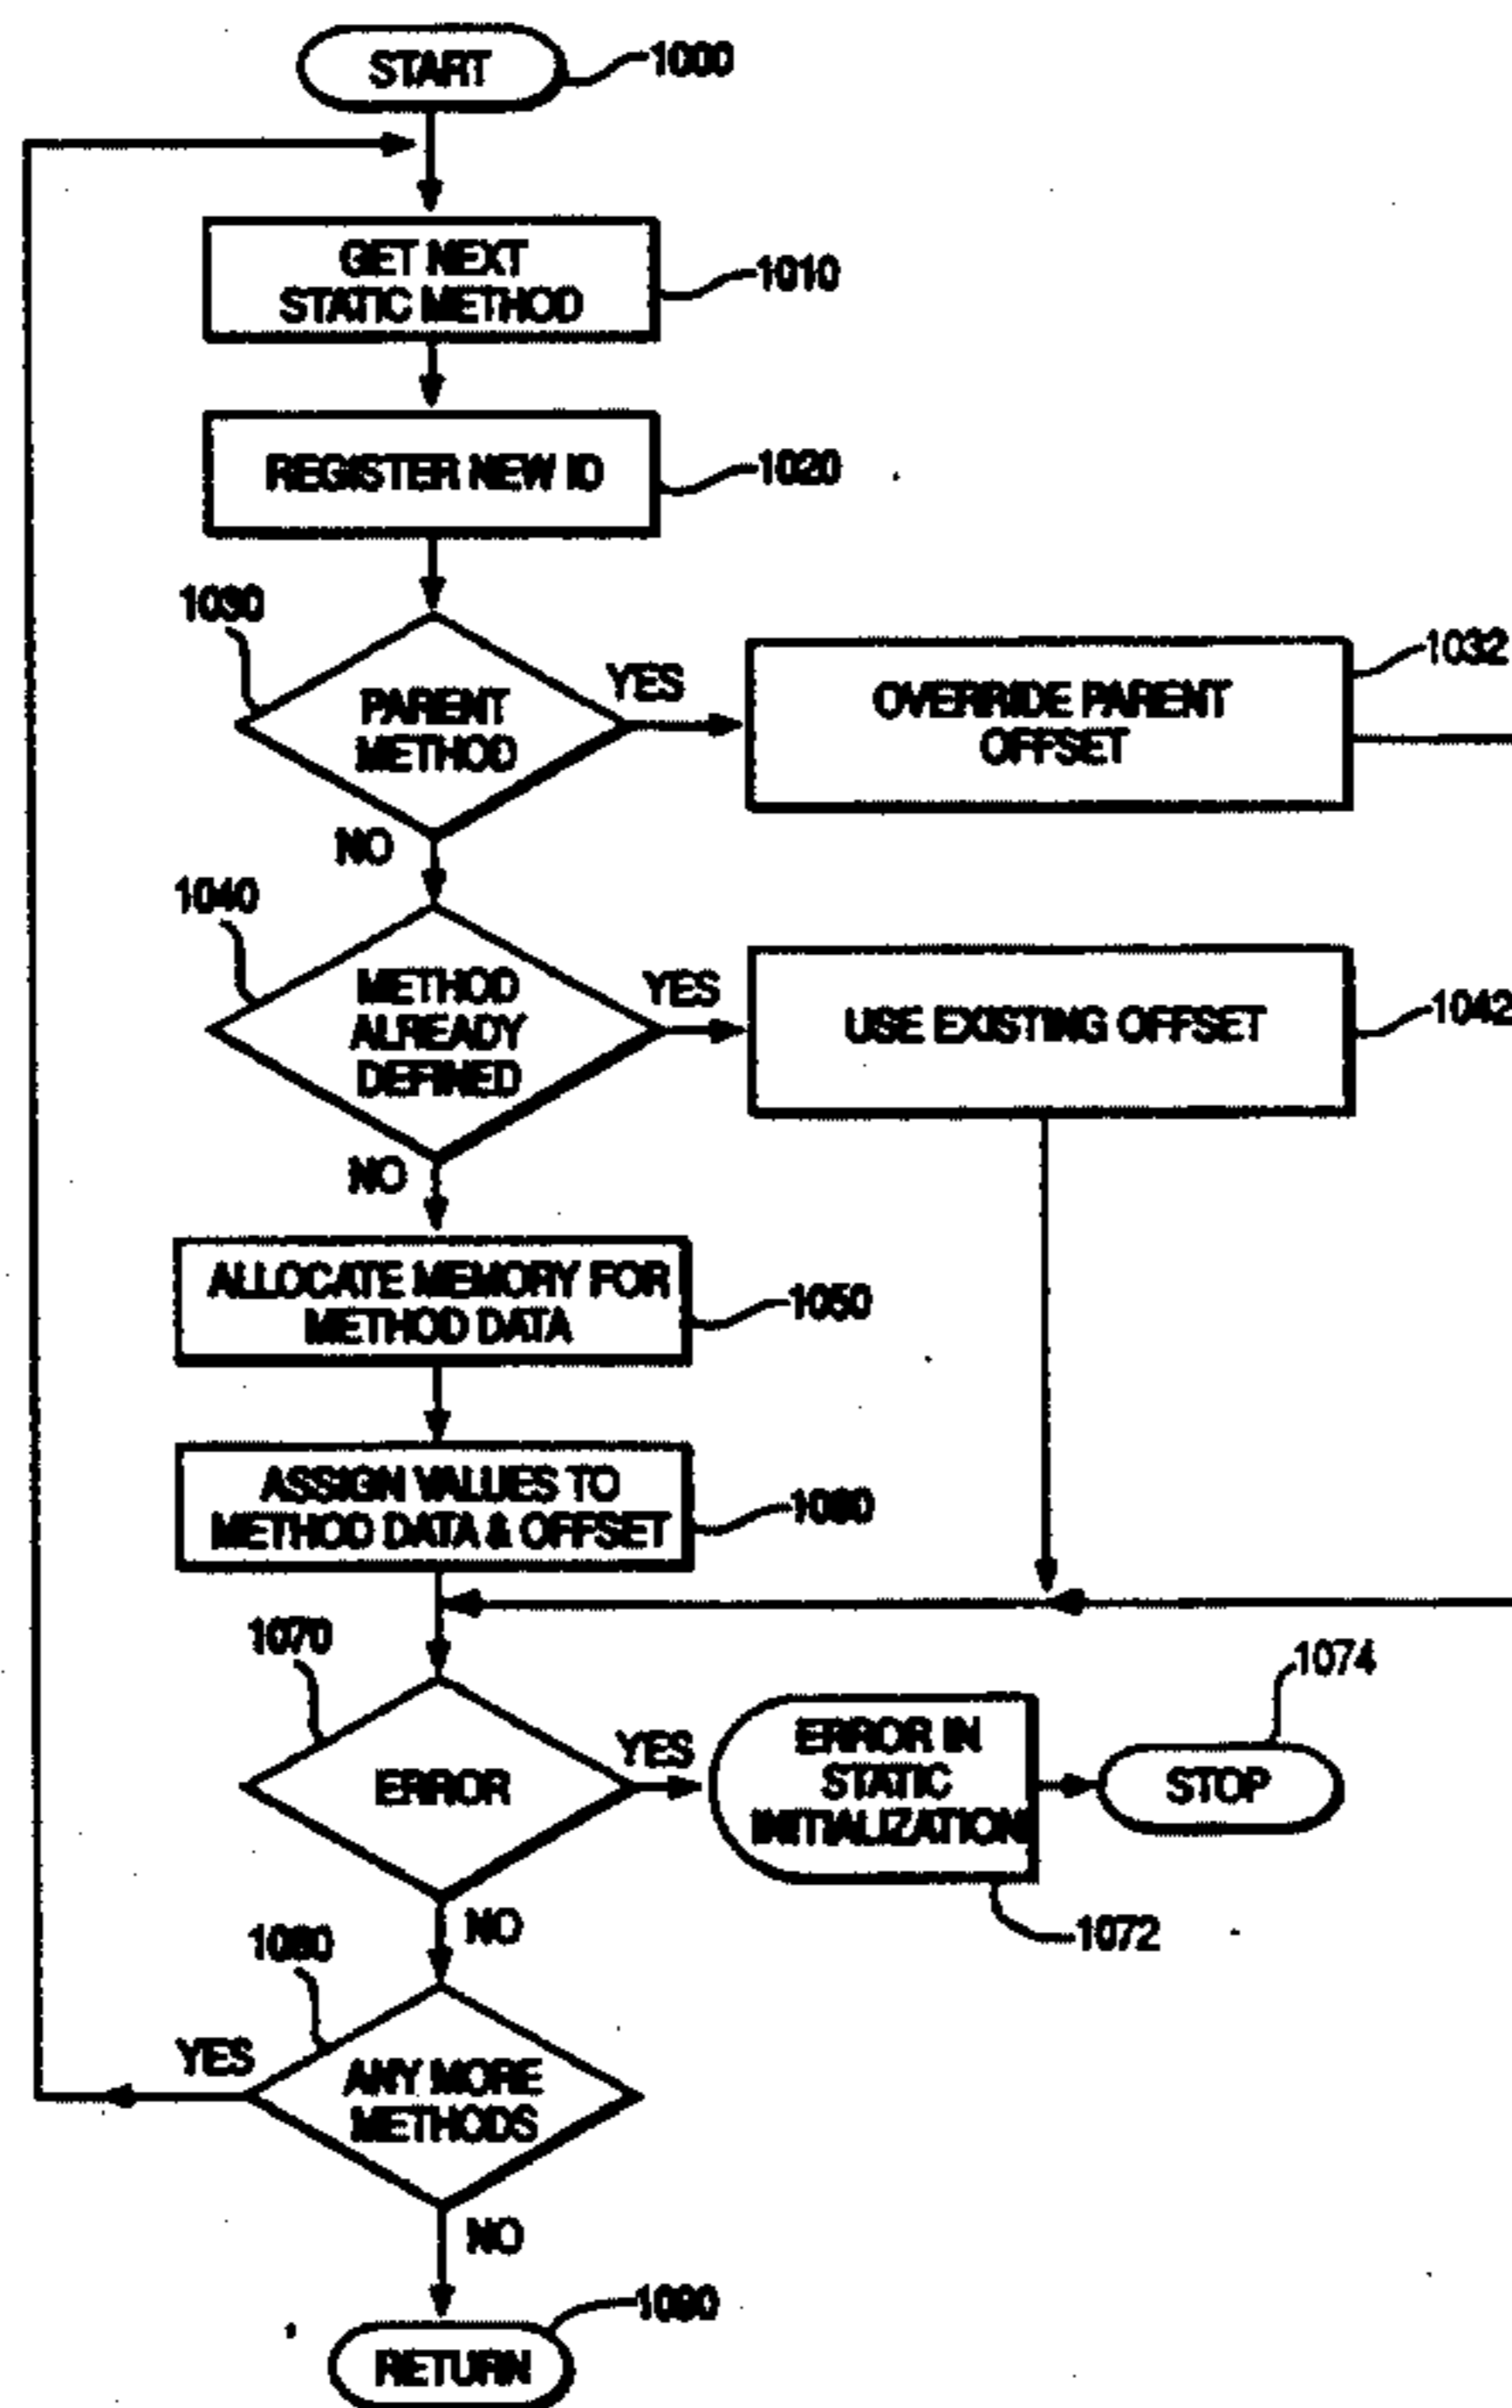 START
1000
GET NEXT
STATIC METHOD
1010
REGISTER NEW ID
1020
1030
PARENT
METHOD
YES
OVERRIDE PARENT
OFFSET
1032
NO
1040
METHOD
ALREADY
DEFINED
YES
USE EXISTING OFFSET
1042
NO
ALLOCATE MEMORY FOR
METHOD DATA
1050
ASSIGN VALUES TO
METHOD DATA & OFFSET
1060
1070
ERROR
YES
ERROR IN
STATIC
INITIALIZATION
1072
STOP
1074
NO
1080
YES
ANY MORE
METHODS
NO
1090
RETURN